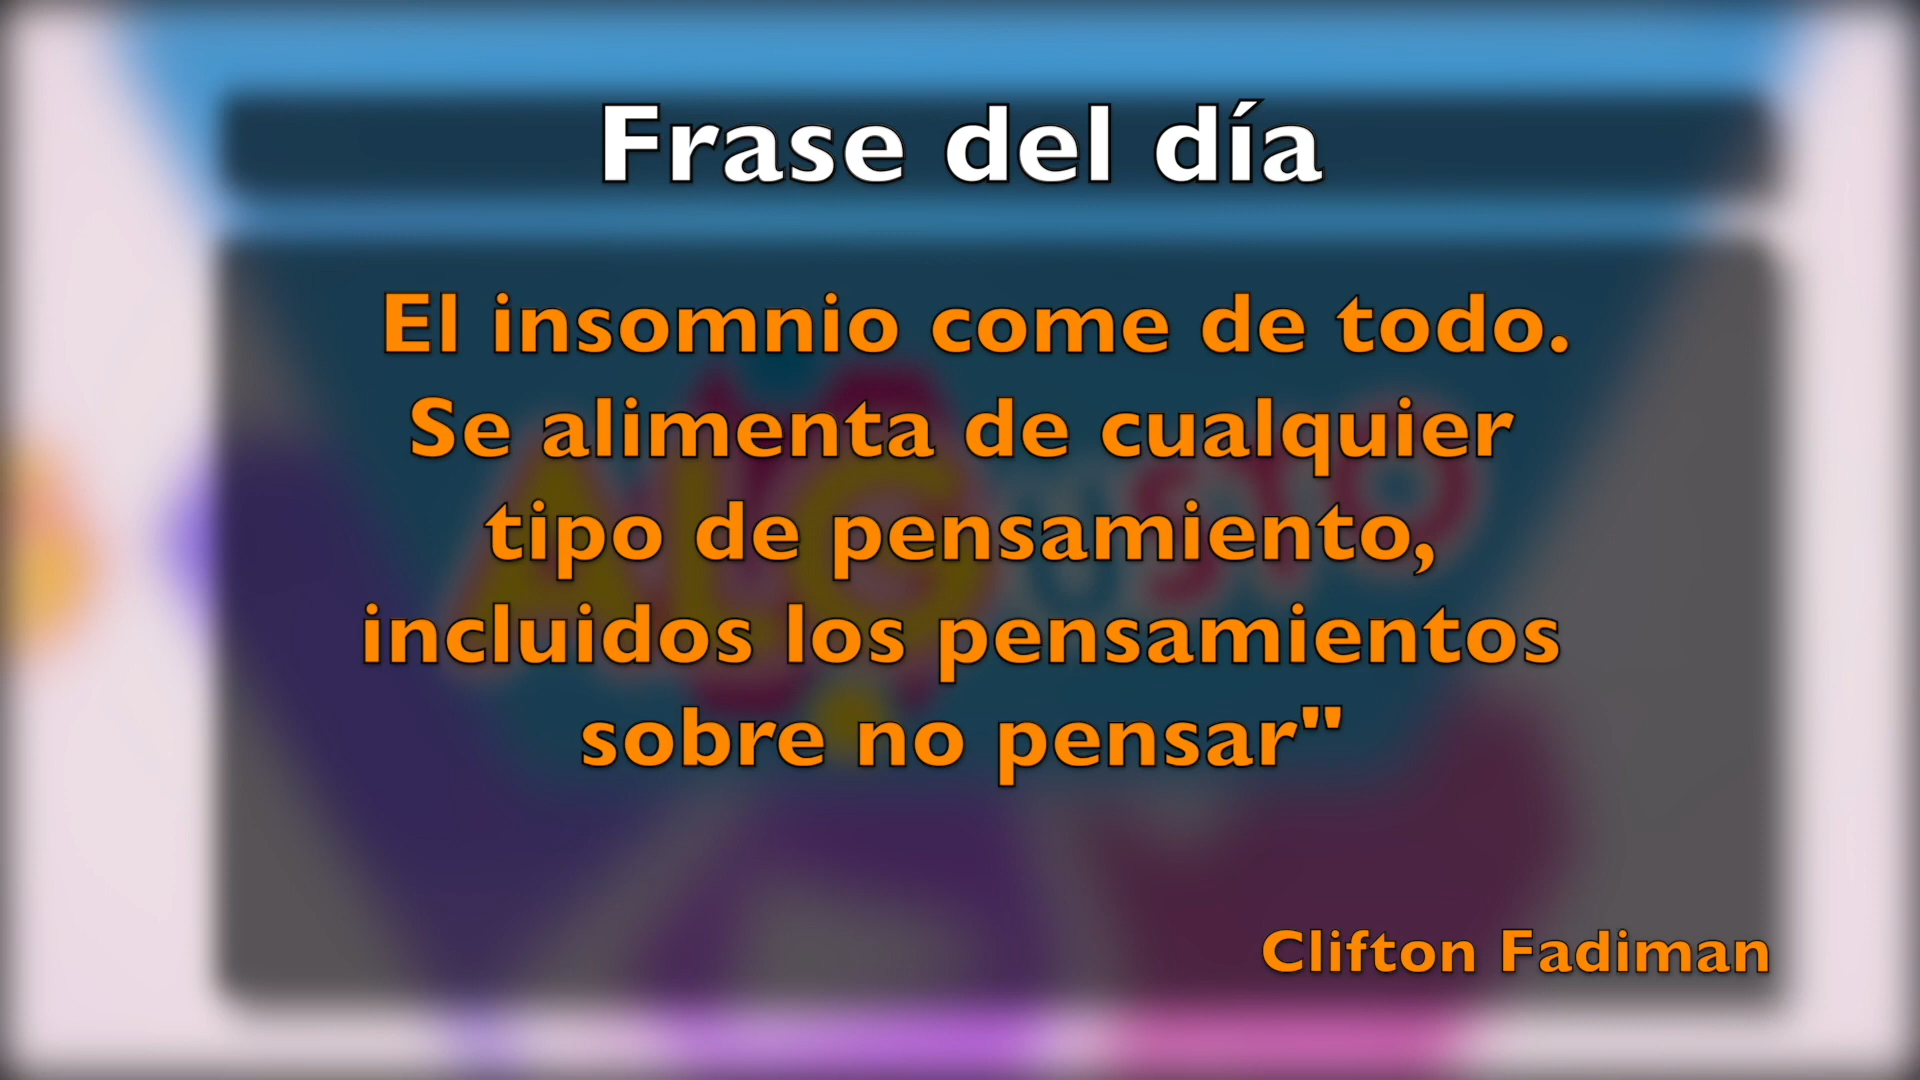 Frase del día
El insomnio come de todo.
Se alimenta de cualquier
tipo de pensamiento,
incluidos los pensamientos
sobre no pensar"
Clifton Fadiman